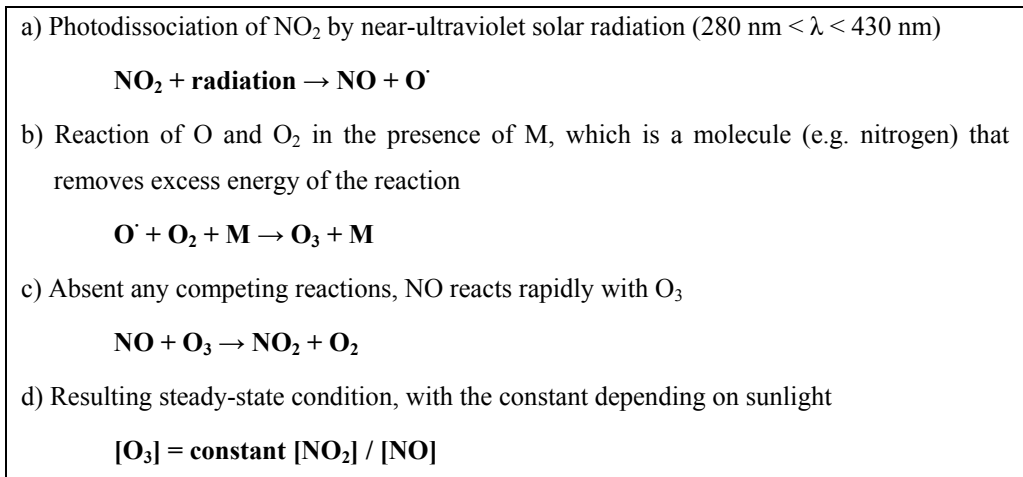 a) Photodissociation of NO₂ by near-ultraviolet solar radiation (280 nm < λ < 430 nm)
NO₂ + radiation → NO + O˙
b) Reaction of O and O₂ in the presence of M, which is a molecule (e.g. nitrogen) that
removes excess energy of the reaction
O˙ + O₂ + M → O₃ + M
c) Absent any competing reactions, NO reacts rapidly with O₃
NO + O₃ → NO₂ + O₂
d) Resulting steady-state condition, with the constant depending on sunlight
[O₃] = constant [NO₂] / [NO]